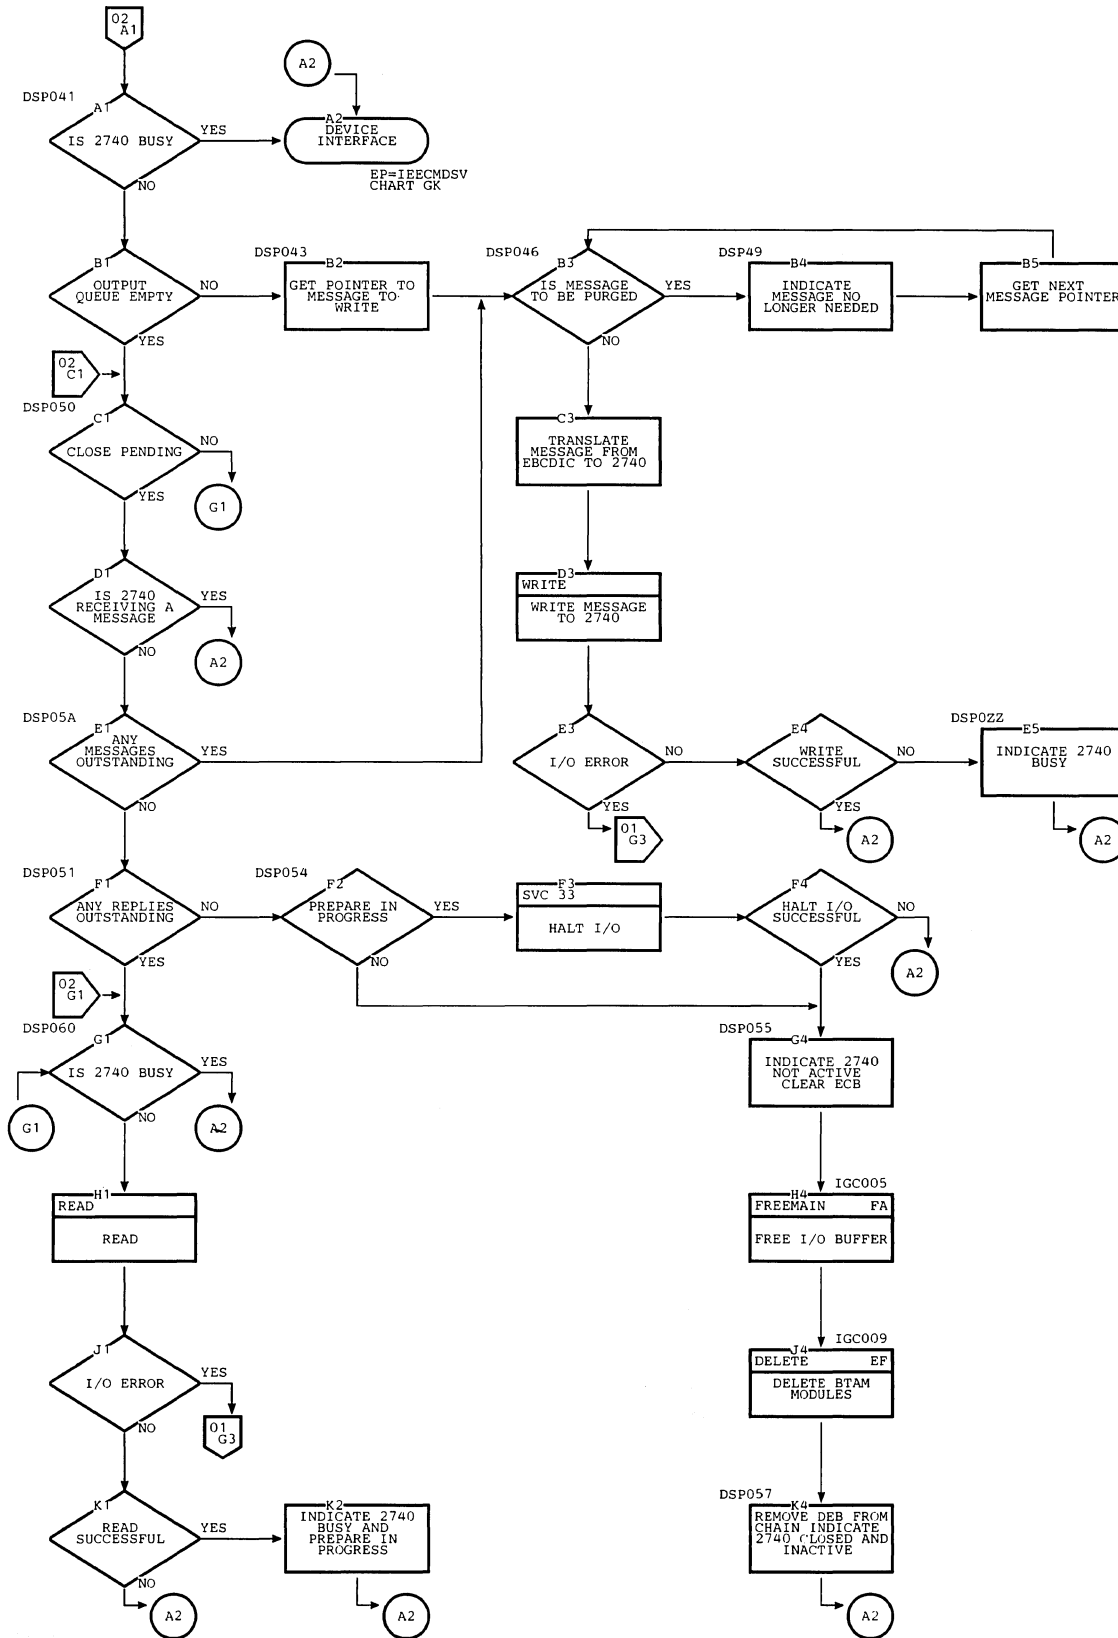 02
A1
A2
DSP041
A1
IS 2740 BUSY
YES
NO
A2
DEVICE
INTERFACE
EP=IEECMDSV
CHART GK
B1
OUTPUT
QUEUE EMPTY
NO
YES
DSP043
B2
GET POINTER TO
MESSAGE TO
WRITE
DSP046
B3
IS MESSAGE
TO BE PURGED
YES
NO
DSP49
B4
INDICATE
MESSAGE NO
LONGER NEEDED
B5
GET NEXT
MESSAGE POINTER
02
C1
DSP050
C1
CLOSE PENDING
NO
YES
G1
C3
TRANSLATE
MESSAGE FROM
EBCDIC TO 2740
D1
IS 2740
RECEIVING A
MESSAGE
YES
NO
A2
D3
WRITE
WRITE MESSAGE
TO 2740
DSP05A
E1
ANY
MESSAGES
OUTSTANDING
YES
NO
E3
I/O ERROR
NO
YES
01
G3
E4
WRITE
SUCCESSFUL
NO
YES
A2
DSP0ZZ
E5
INDICATE 2740
BUSY
A2
DSP051
F1
ANY REPLIES
OUTSTANDING
NO
YES
DSP054
F2
PREPARE IN
PROGRESS
YES
NO
F3
SVC 33
HALT I/O
F4
HALT I/O
SUCCESSFUL
NO
YES
A2
02
G1
DSP060
G1
IS 2740 BUSY
YES
NO
G1
A2
DSP055
G4
INDICATE 2740
NOT ACTIVE
CLEAR ECB
H1
READ
READ
IGC005
H4
FREEMAIN FA
FREE I/O BUFFER
J1
I/O ERROR
YES
NO
01
G3
IGC009
J4
DELETE EF
DELETE BTAM
MODULES
K1
READ
SUCCESSFUL
YES
NO
A2
K2
INDICATE 2740
BUSY AND
PREPARE IN
PROGRESS
A2
DSP057
K4
REMOVE DEB FROM
CHAIN INDICATE
2740 CLOSED AND
INACTIVE
A2